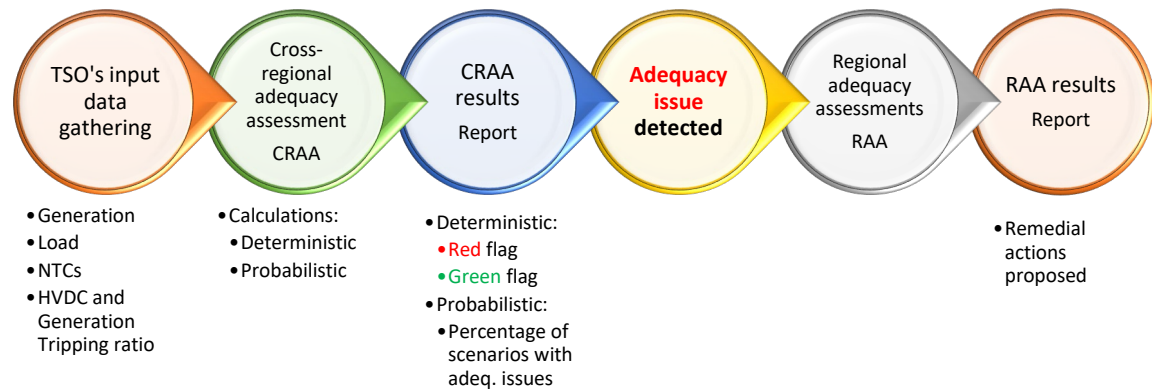 TSO's input
data
gathering
Cross-
regional
adequacy
assessment
CRAA
CRAA
results
Report
Adequacy
issue
detected
Regional
adequacy
assessments
RAA
RAA results
Report
•Generation
•Load
•NTCs
•HVDC and
Generation
Tripping ratio
•Calculations:
•Deterministic
•Probabilistic
•Deterministic:
•Red flag
•Green flag
•Probabilistic:
•Percentage of
scenarios with
adeq. issues
•Remedial
actions
proposed